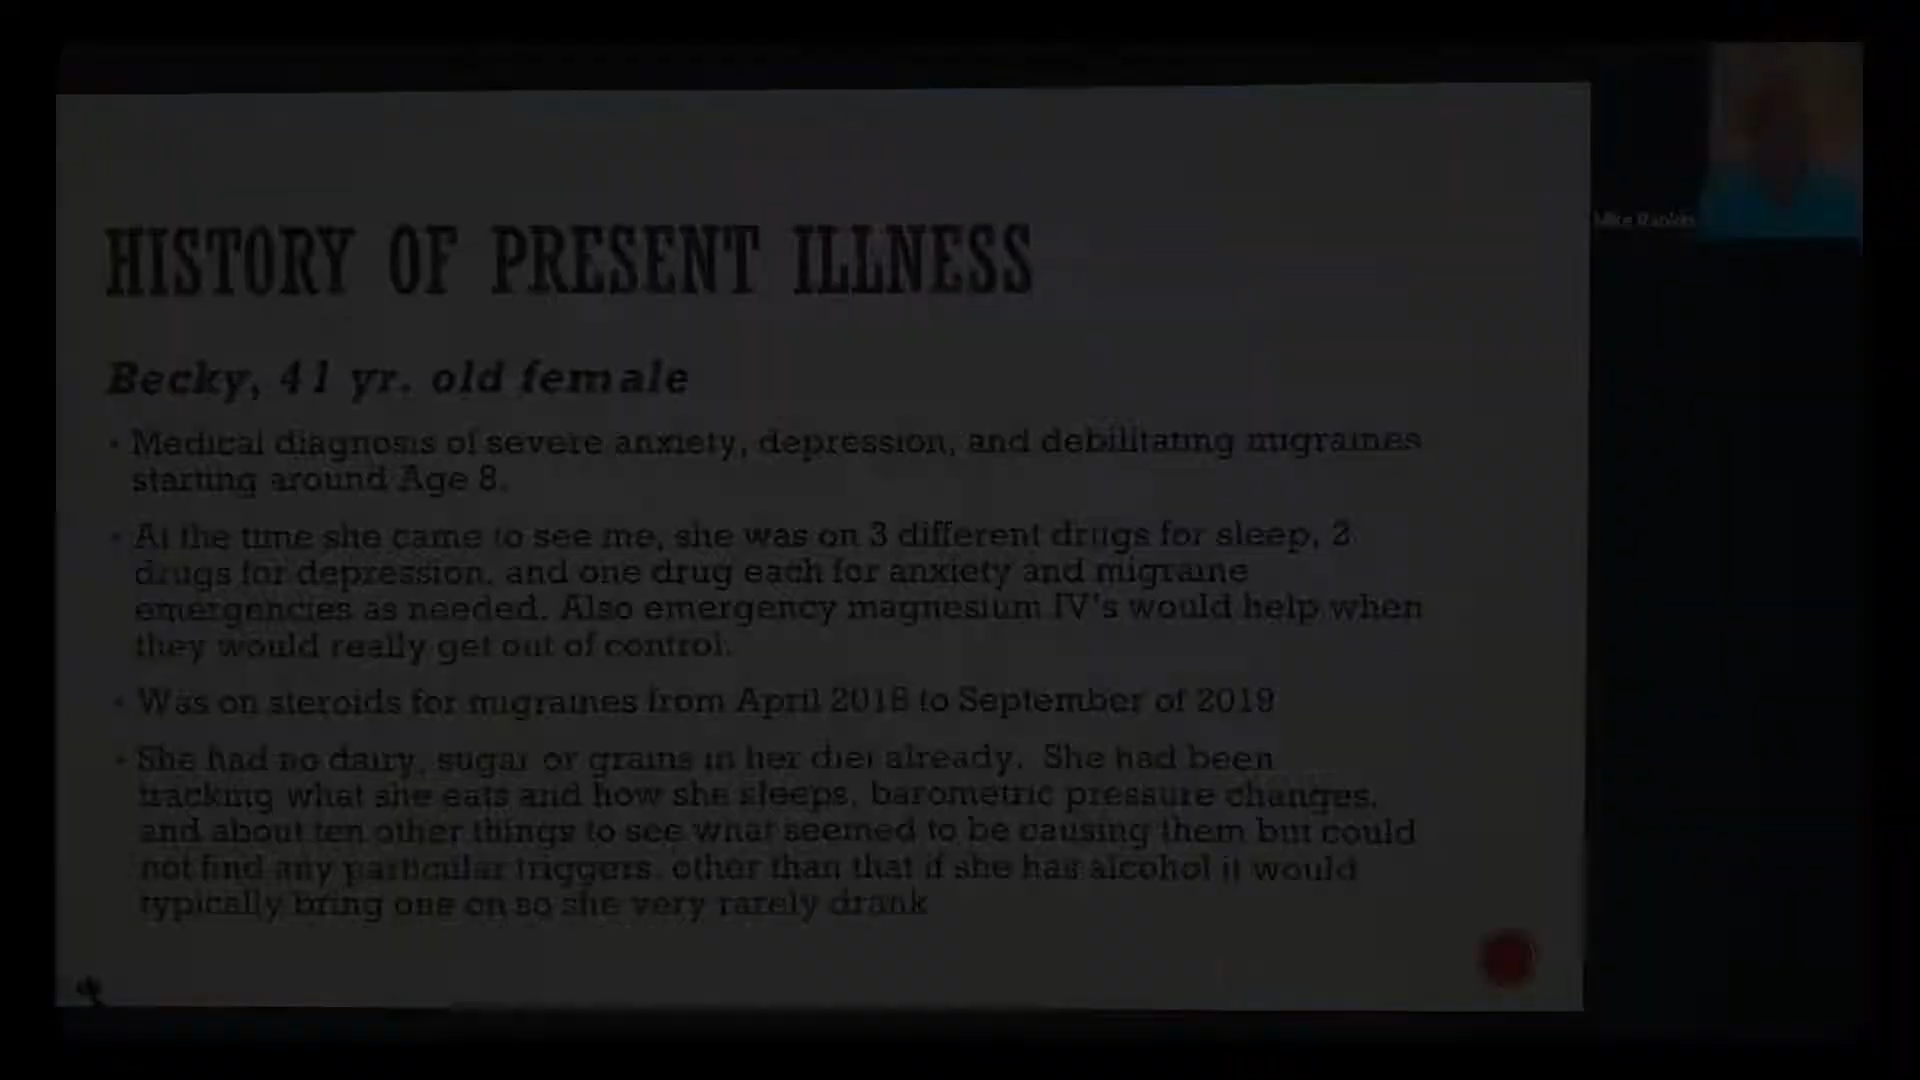 HISTORY OF PRESENT ILLNESS
Becky, 41 yr. old female
• Medical diagnosis of severe anxiety, depression, and debilitating migraines
starting around Age 8.
• At the time she came to see me, she was on 3 different drugs for sleep, 2
drugs for depression, and one drug each for anxiety and migraine
emergencies as needed. Also emergency magnesium IV's would help when
they would really get out of control.
• Was on steroids for migraines from April 2018 to September of 2019
• She had no dairy, sugar or grains in her diet already. She had been
tracking what she eats and how she sleeps, barometric pressure changes,
and about ten other things to see what seemed to be causing them but could
not find any particular triggers, other than that if she has alcohol it would
typically bring one on so she very rarely drank
Mike